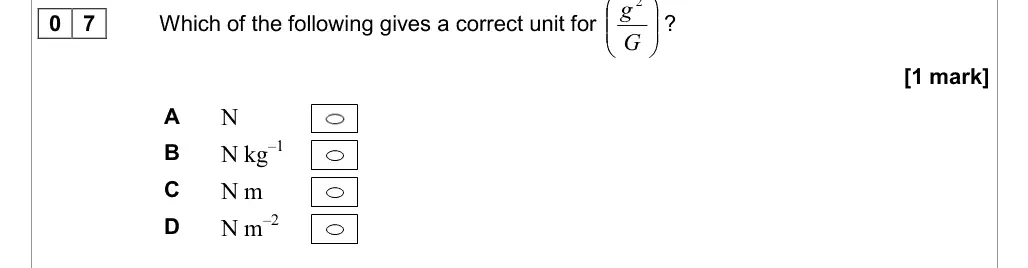 0 7 Which of the following gives a correct unit for (g²/G)?
[1 mark]
A N
B N kg⁻¹
C N m
D N m⁻²